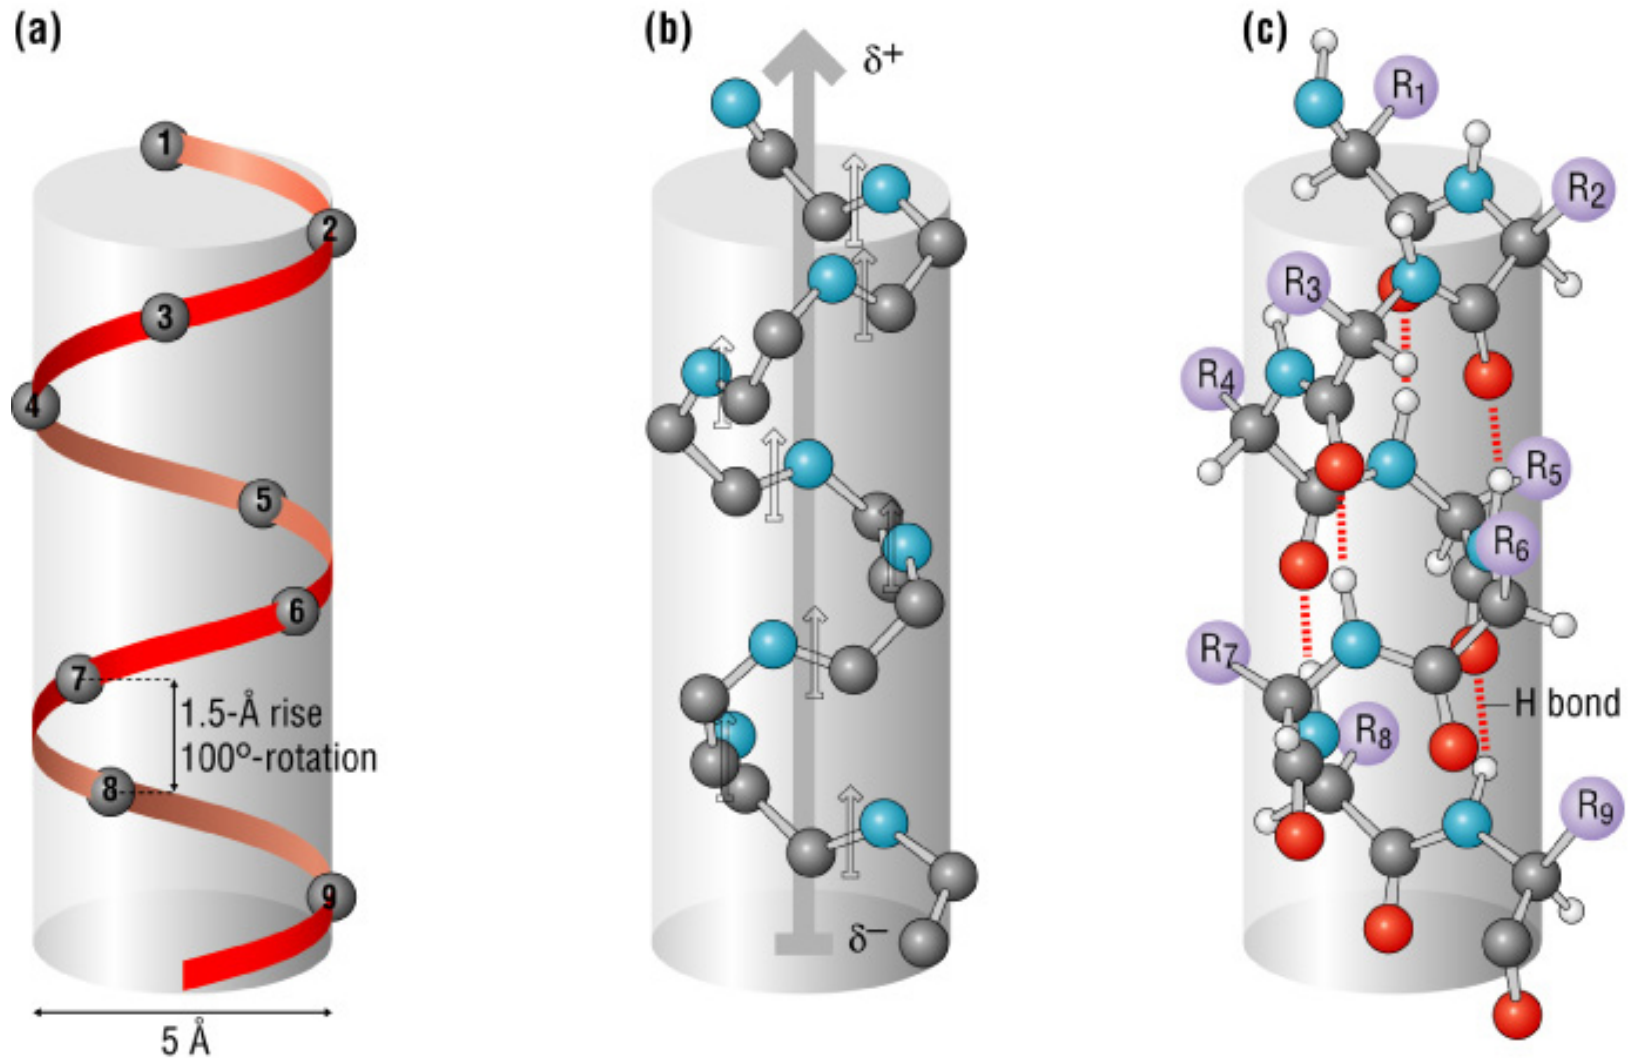 (a)
1
2
3
4
5
6
7
1.5-Å rise
100º-rotation
8
9
5 Å
(b)
δ+
δ−
(c)
R1
R2
R3
R4
R5
R6
R7
H bond
R8
R9